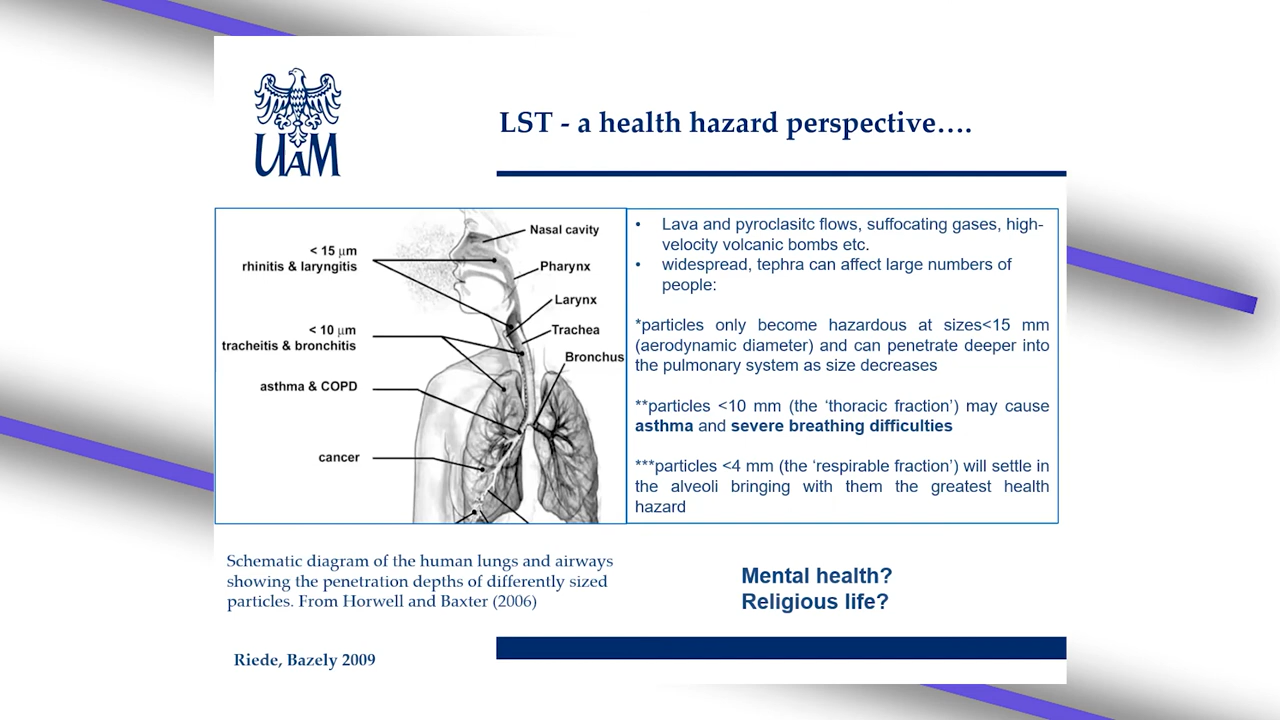 UAM
LST - a health hazard perspective….
< 15 µm
rhinitis & laryngitis
< 10 µm
tracheitis & bronchitis
asthma & COPD
cancer
Nasal cavity
Pharynx
Larynx
Trachea
Bronchus
• Lava and pyroclasitc flows, suffocating gases, high-
velocity volcanic bombs etc.
• widespread, tephra can affect large numbers of
people:
*particles only become hazardous at sizes<15 mm
(aerodynamic diameter) and can penetrate deeper into
the pulmonary system as size decreases
**particles <10 mm (the ‘thoracic fraction’) may cause
asthma and severe breathing difficulties
***particles <4 mm (the ‘respirable fraction’) will settle in
the alveoli bringing with them the greatest health
hazard
Schematic diagram of the human lungs and airways
showing the penetration depths of differently sized
particles. From Horwell and Baxter (2006)
Mental health?
Religious life?
Riede, Bazely 2009